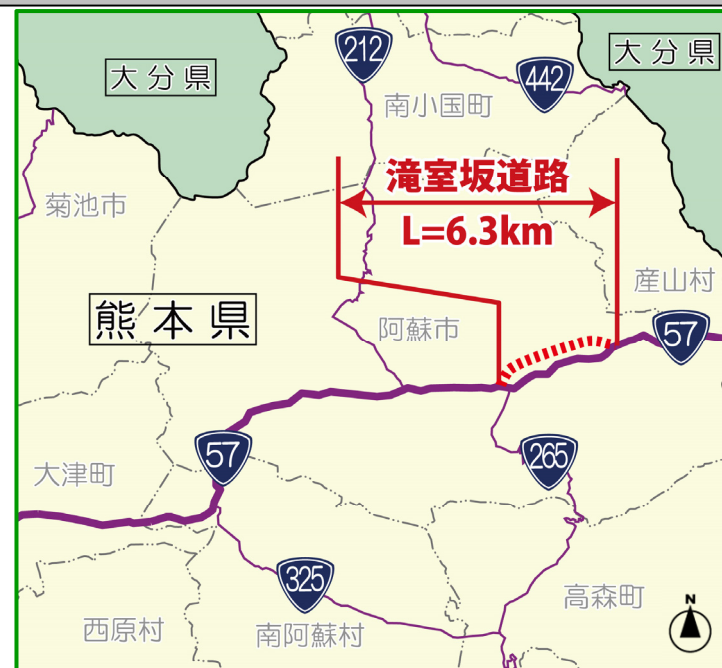 212
大分県
大分県
442
南小国町
滝室坂道路
菊池市
L=6.3km
産山村
熊本県
阿蘇市
57
57
265
大津町
325
高森町
N
西原村
南阿蘇村